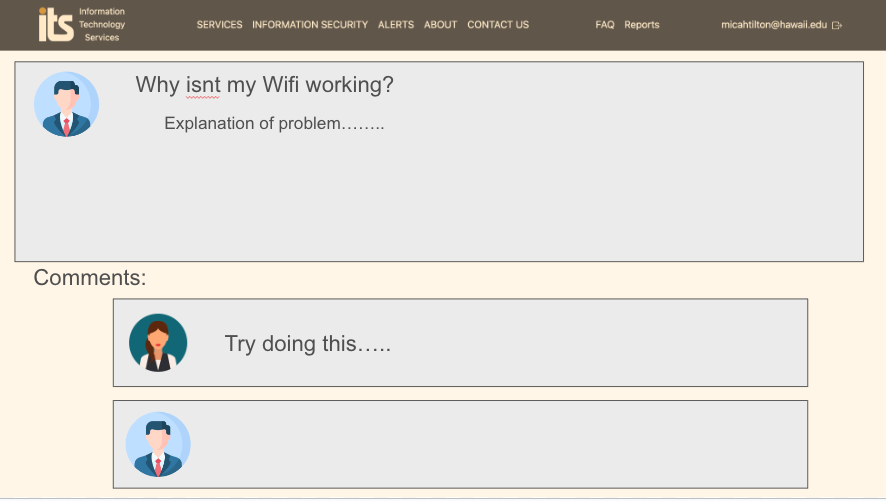 its Information
Technology
Services
SERVICES INFORMATION SECURITY ALERTS ABOUT CONTACT US FAQ Reports micahtilton@hawaii.edu
Why isnt my Wifi working?
Explanation of problem……..
Comments:
Try doing this…..